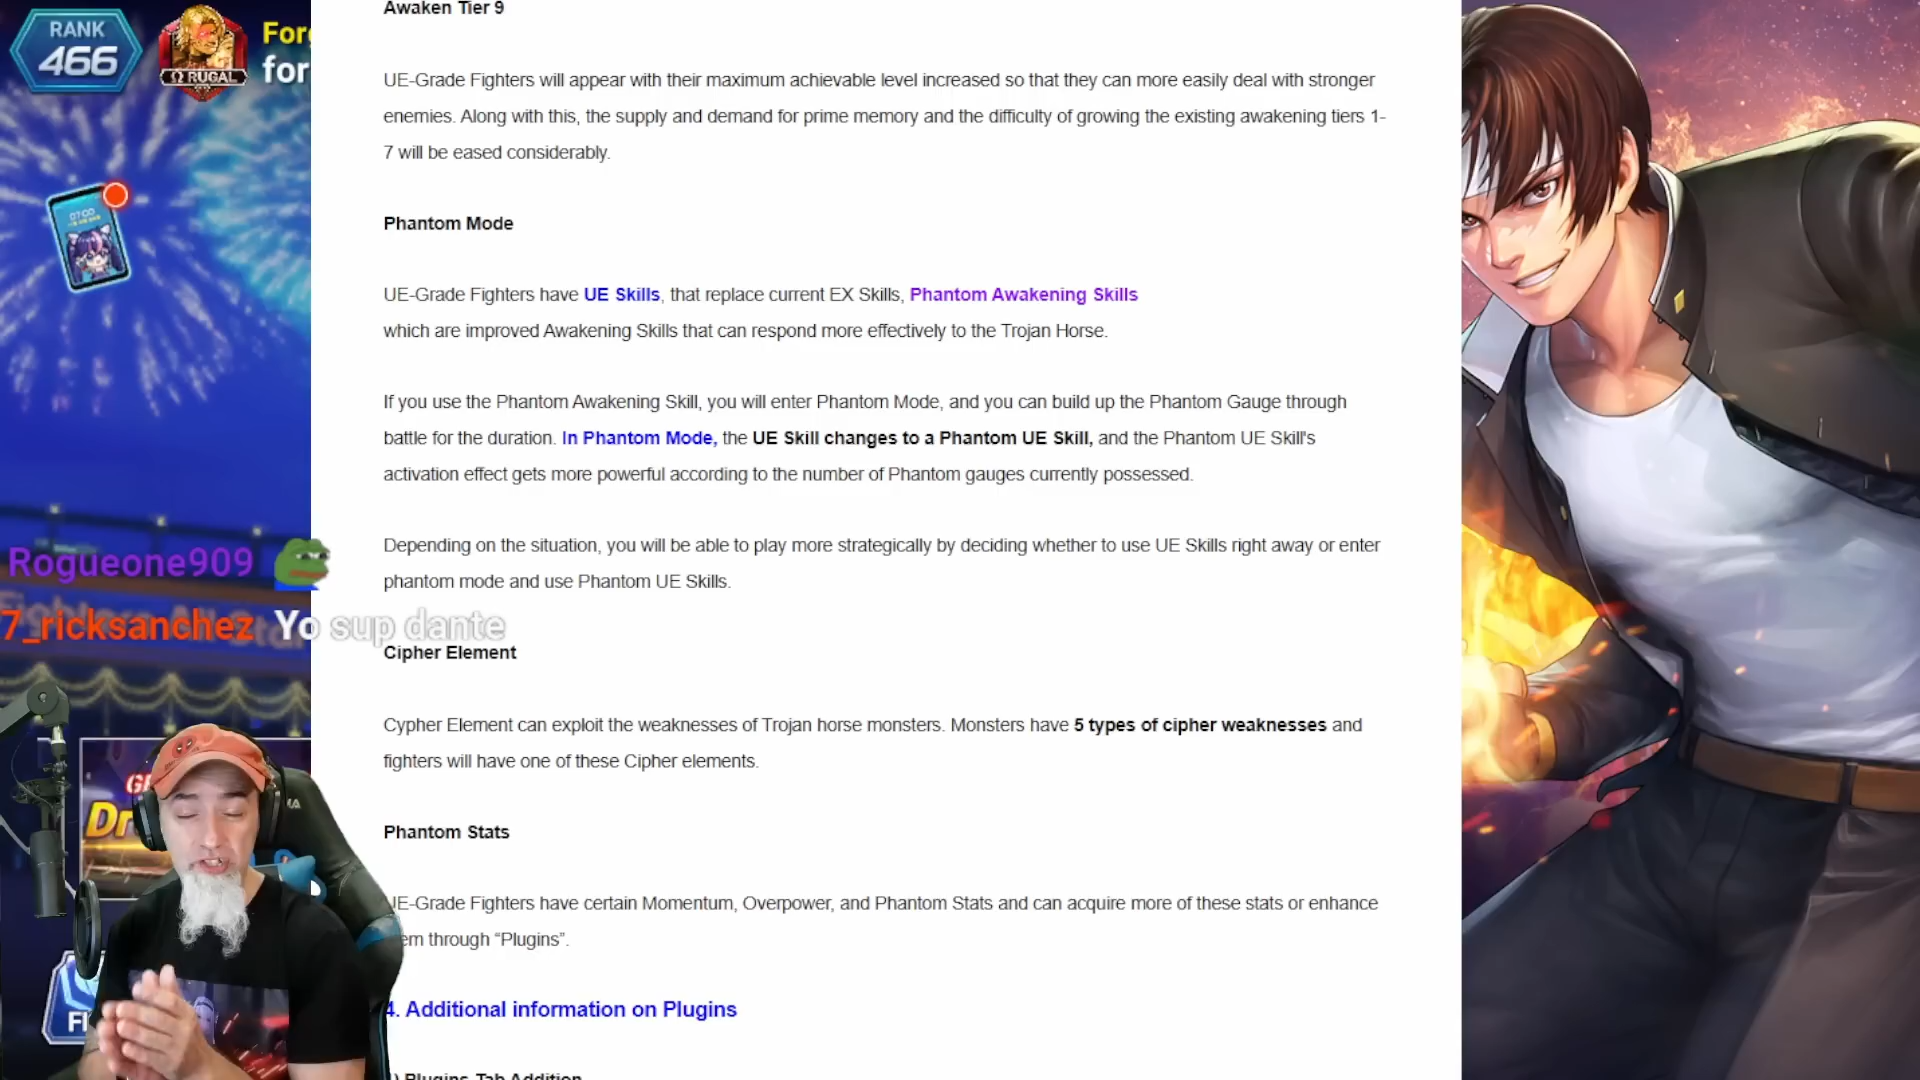 RANK
466
Ω RUGAL
for
07:00
Awaken Tier 9
UE-Grade Fighters will appear with their maximum achievable level increased so that they can more easily deal with stronger
enemies. Along with this, the supply and demand for prime memory and the difficulty of growing the existing awakening tiers 1-
7 will be eased considerably.
Phantom Mode
UE-Grade Fighters have UE Skills, that replace current EX Skills, Phantom Awakening Skills
which are improved Awakening Skills that can respond more effectively to the Trojan Horse.
If you use the Phantom Awakening Skill, you will enter Phantom Mode, and you can build up the Phantom Gauge through
battle for the duration. In Phantom Mode, the UE Skill changes to a Phantom UE Skill, and the Phantom UE Skill's
activation effect gets more powerful according to the number of Phantom gauges currently possessed.
Depending on the situation, you will be able to play more strategically by deciding whether to use UE Skills right away or enter
phantom mode and use Phantom UE Skills.
Rogueone909
7_ricksanchez Yo sup dante
Cipher Element
Cypher Element can exploit the weaknesses of Trojan horse monsters. Monsters have 5 types of cipher weaknesses and
fighters will have one of these Cipher elements.
Phantom Stats
UE-Grade Fighters have certain Momentum, Overpower, and Phantom Stats and can acquire more of these stats or enhance
em through “Plugins”.
4. Additional information on Plugins
) Plugins Tab Addition